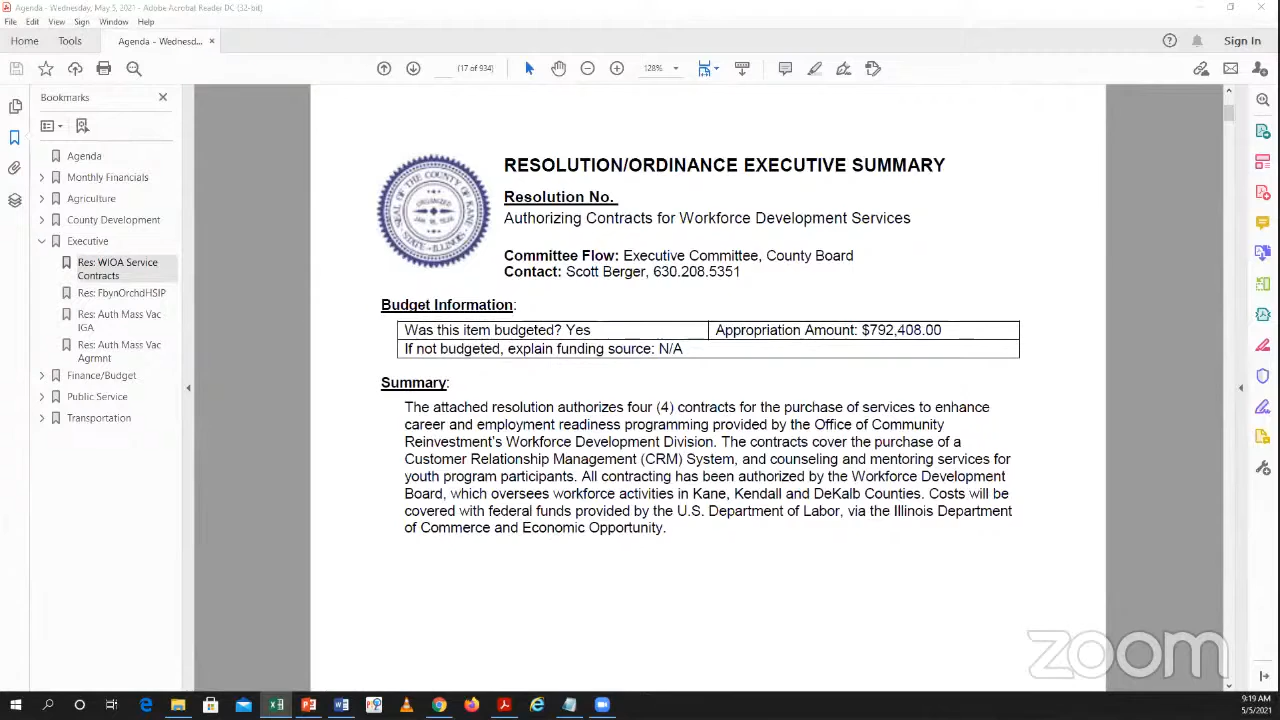 Agenda - Wednesday, May 5, 2021 - Adobe Acrobat Reader DC (32-bit)
File Edit View Sign Window Help
Home Tools Agenda - Wednesd... × Sign In
(17 of 934) 128%
Bookmarks
Agenda
Monthly Financials
Agriculture
County Development
Executive
Res: WIOA Service
Contracts
Res: FbynOrchdHSIP
Res: Auth Mass Vac
IGA
Res: Auth Mass Vac
Agrmnt
Finance/Budget
Public Service
Transportation
SEAL OF THE COUNTY OF KANE
STATE ILLINOIS
ORGANIZED
RESOLUTION/ORDINANCE EXECUTIVE SUMMARY
Resolution No.
Authorizing Contracts for Workforce Development Services
Committee Flow: Executive Committee, County Board
Contact: Scott Berger, 630.208.5351
Budget Information:
Was this item budgeted? Yes Appropriation Amount: $792,408.00
If not budgeted, explain funding source: N/A
Summary:
The attached resolution authorizes four (4) contracts for the purchase of services to enhance
career and employment readiness programming provided by the Office of Community
Reinvestment's Workforce Development Division. The contracts cover the purchase of a
Customer Relationship Management (CRM) System, and counseling and mentoring services for
youth program participants. All contracting has been authorized by the Workforce Development
Board, which oversees workforce activities in Kane, Kendall and DeKalb Counties. Costs will be
covered with federal funds provided by the U.S. Department of Labor, via the Illinois Department
of Commerce and Economic Opportunity.
zoom
9:19 AM
5/5/2021